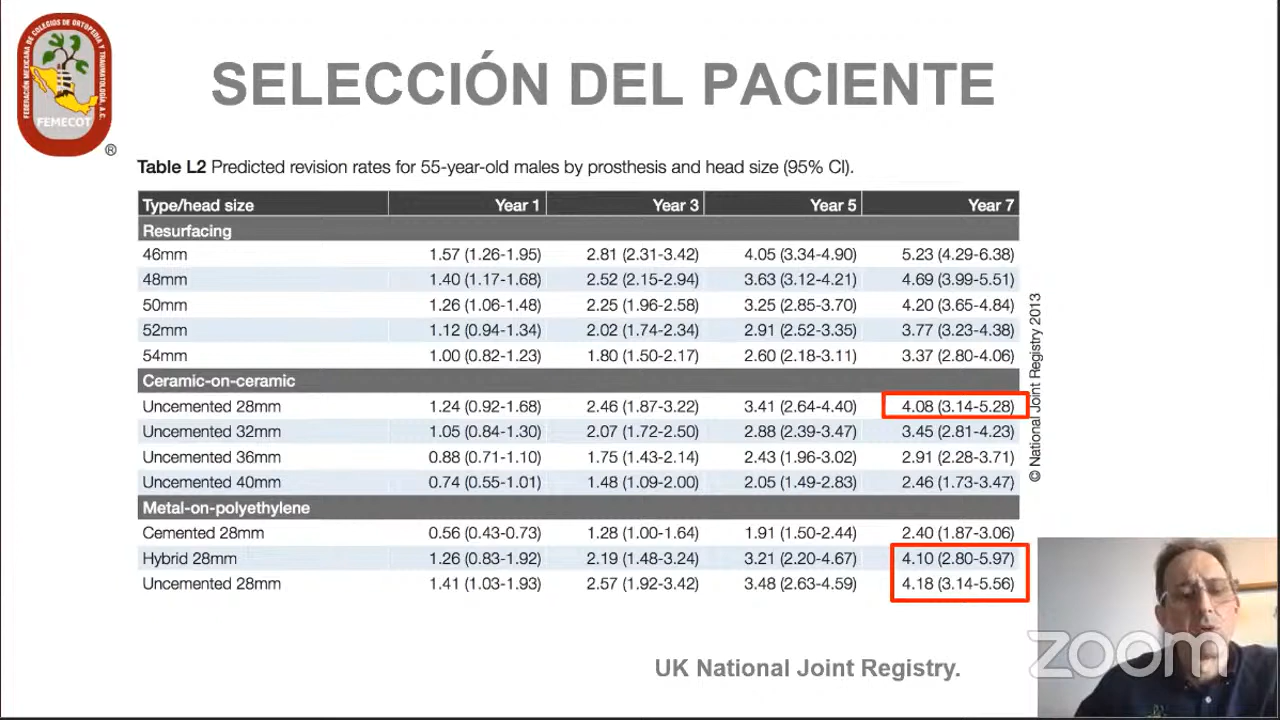 FEDERACIÓN MEXICANA DE COLEGIOS DE ORTOPEDIA Y TRAUMATOLOGÍA, A.C.
FEMECOT
®
SELECCIÓN DEL PACIENTE
Table L2 Predicted revision rates for 55-year-old males by prosthesis and head size (95% CI).
Type/head size Year 1 Year 3 Year 5 Year 7
Resurfacing
46mm 1.57 (1.26-1.95) 2.81 (2.31-3.42) 4.05 (3.34-4.90) 5.23 (4.29-6.38)
48mm 1.40 (1.17-1.68) 2.52 (2.15-2.94) 3.63 (3.12-4.21) 4.69 (3.99-5.51)
50mm 1.26 (1.06-1.48) 2.25 (1.96-2.58) 3.25 (2.85-3.70) 4.20 (3.65-4.84)
52mm 1.12 (0.94-1.34) 2.02 (1.74-2.34) 2.91 (2.52-3.35) 3.77 (3.23-4.38)
54mm 1.00 (0.82-1.23) 1.80 (1.50-2.17) 2.60 (2.18-3.11) 3.37 (2.80-4.06)
Ceramic-on-ceramic
Uncemented 28mm 1.24 (0.92-1.68) 2.46 (1.87-3.22) 3.41 (2.64-4.40) 4.08 (3.14-5.28)
Uncemented 32mm 1.05 (0.84-1.30) 2.07 (1.72-2.50) 2.88 (2.39-3.47) 3.45 (2.81-4.23)
Uncemented 36mm 0.88 (0.71-1.10) 1.75 (1.43-2.14) 2.43 (1.96-3.02) 2.91 (2.28-3.71)
Uncemented 40mm 0.74 (0.55-1.01) 1.48 (1.09-2.00) 2.05 (1.49-2.83) 2.46 (1.73-3.47)
Metal-on-polyethylene
Cemented 28mm 0.56 (0.43-0.73) 1.28 (1.00-1.64) 1.91 (1.50-2.44) 2.40 (1.87-3.06)
Hybrid 28mm 1.26 (0.83-1.92) 2.19 (1.48-3.24) 3.21 (2.20-4.67) 4.10 (2.80-5.97)
Uncemented 28mm 1.41 (1.03-1.93) 2.57 (1.92-3.42) 3.48 (2.63-4.59) 4.18 (3.14-5.56)
© National Joint Registry 2013
UK National Joint Registry.
zoom